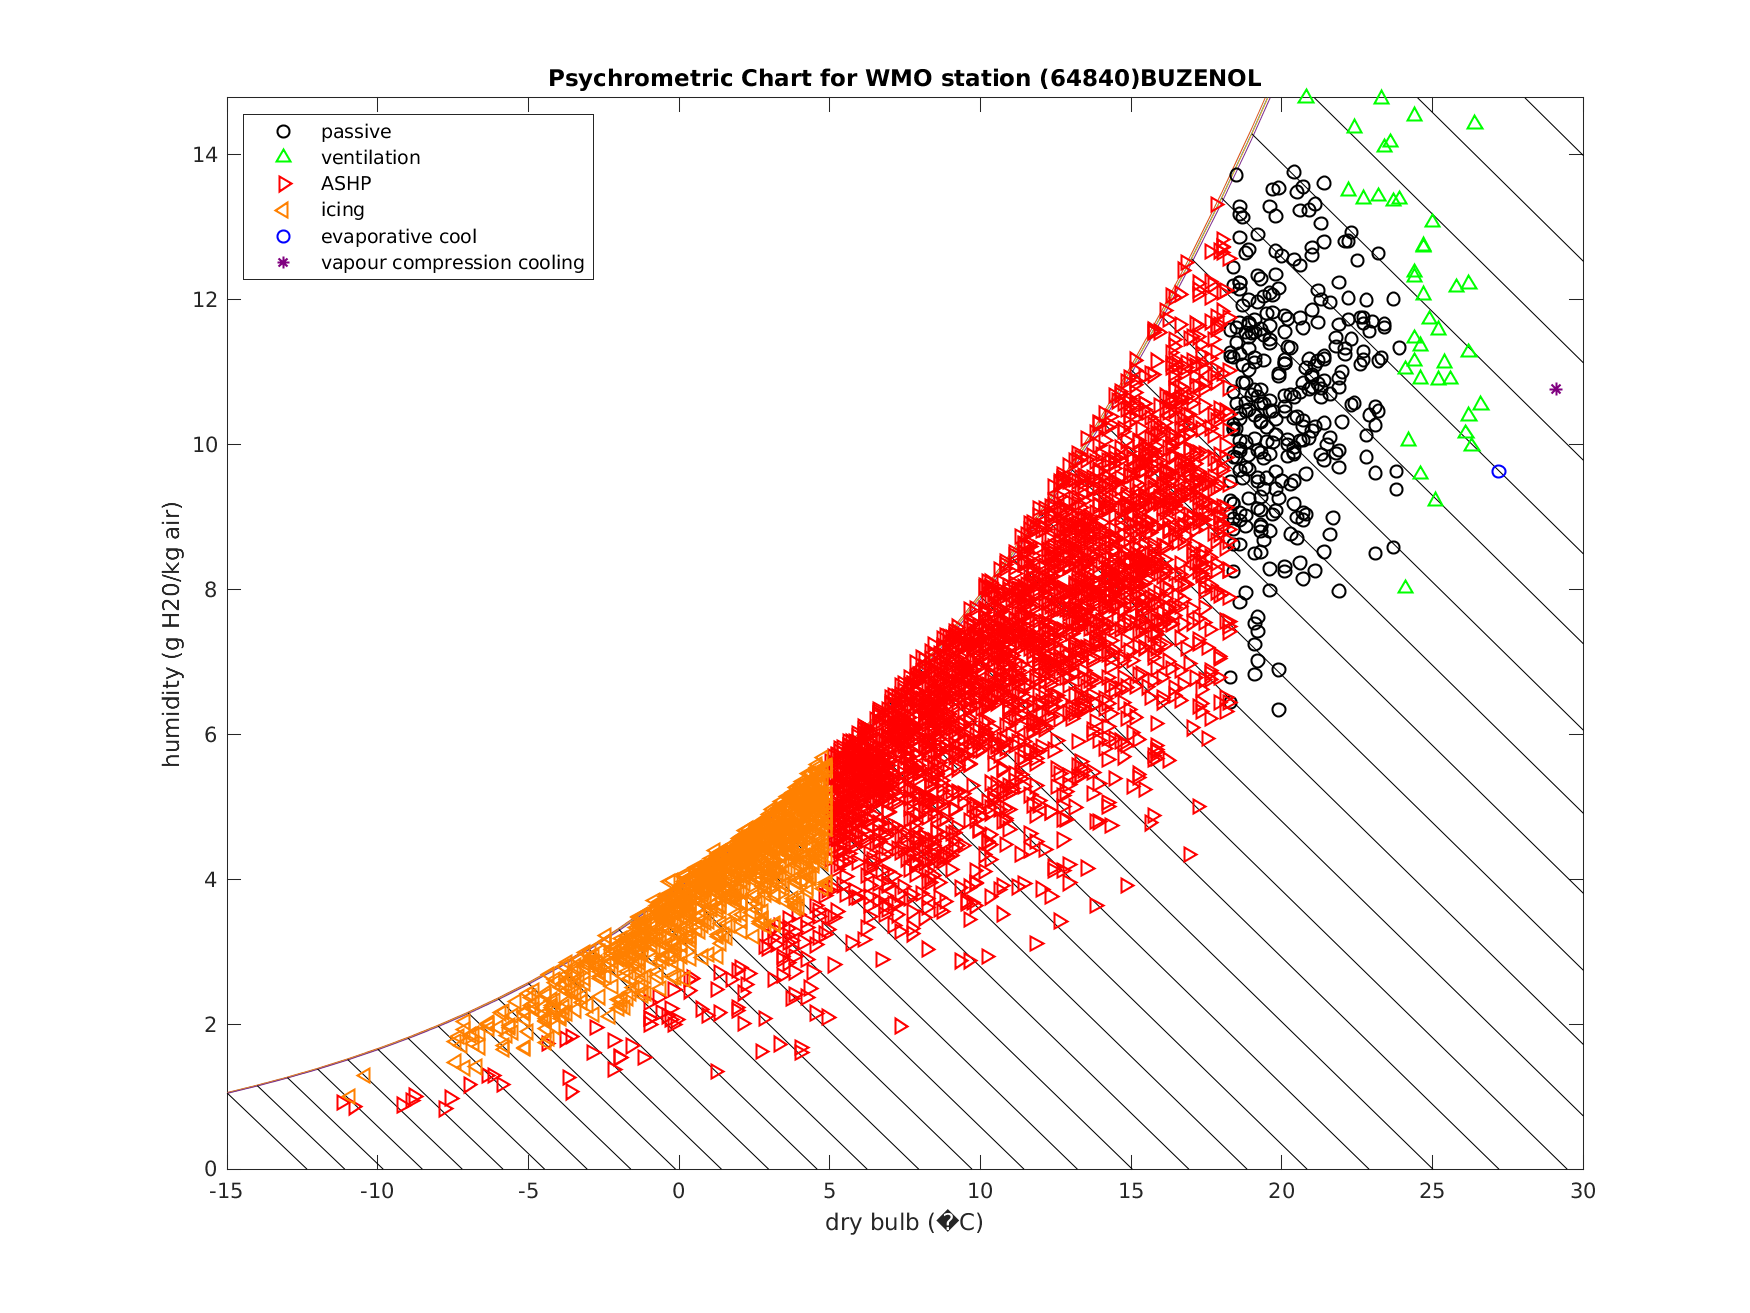 Psychrometric Chart for WMO station (64840)BUZENOL
passive
ventilation
ASHP
icing
evaporative cool
vapour compression cooling
humidity (g H20/kg air)
14
12
10
8
6
4
2
0
-15 -10 -5 0 5 10 15 20 25 30
dry bulb (�C)